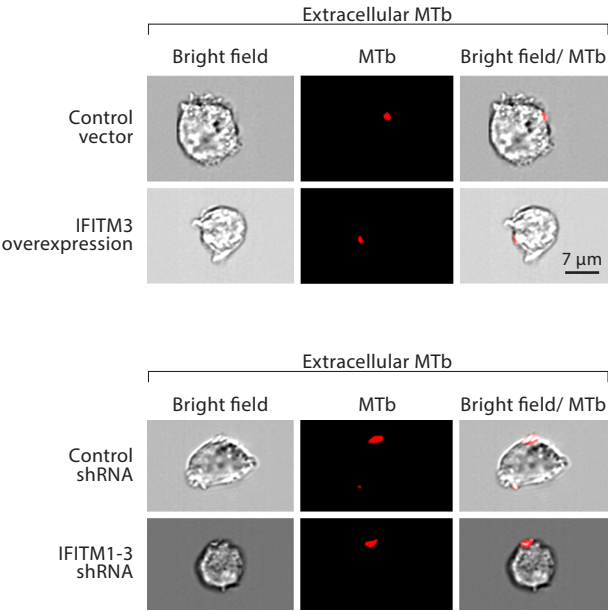 Extracellular MTb
Bright field MTb Bright field/ MTb
Control
vector
IFITM3
overexpression
7 µm
Extracellular MTb
Bright field MTb Bright field/ MTb
Control
shRNA
IFITM1-3
shRNA